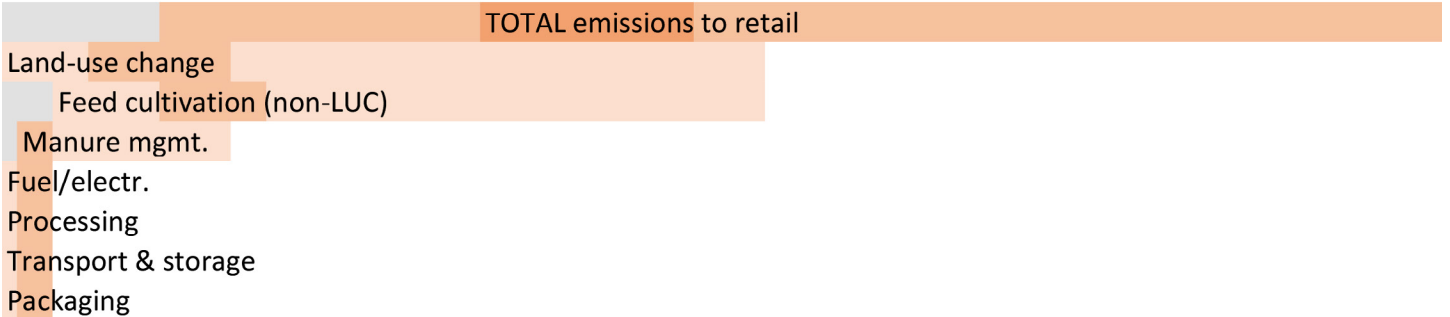 TOTAL emissions to retail
Land-use change
Feed cultivation (non-LUC)
Manure mgmt.
Fuel/electr.
Processing
Transport & storage
Packaging